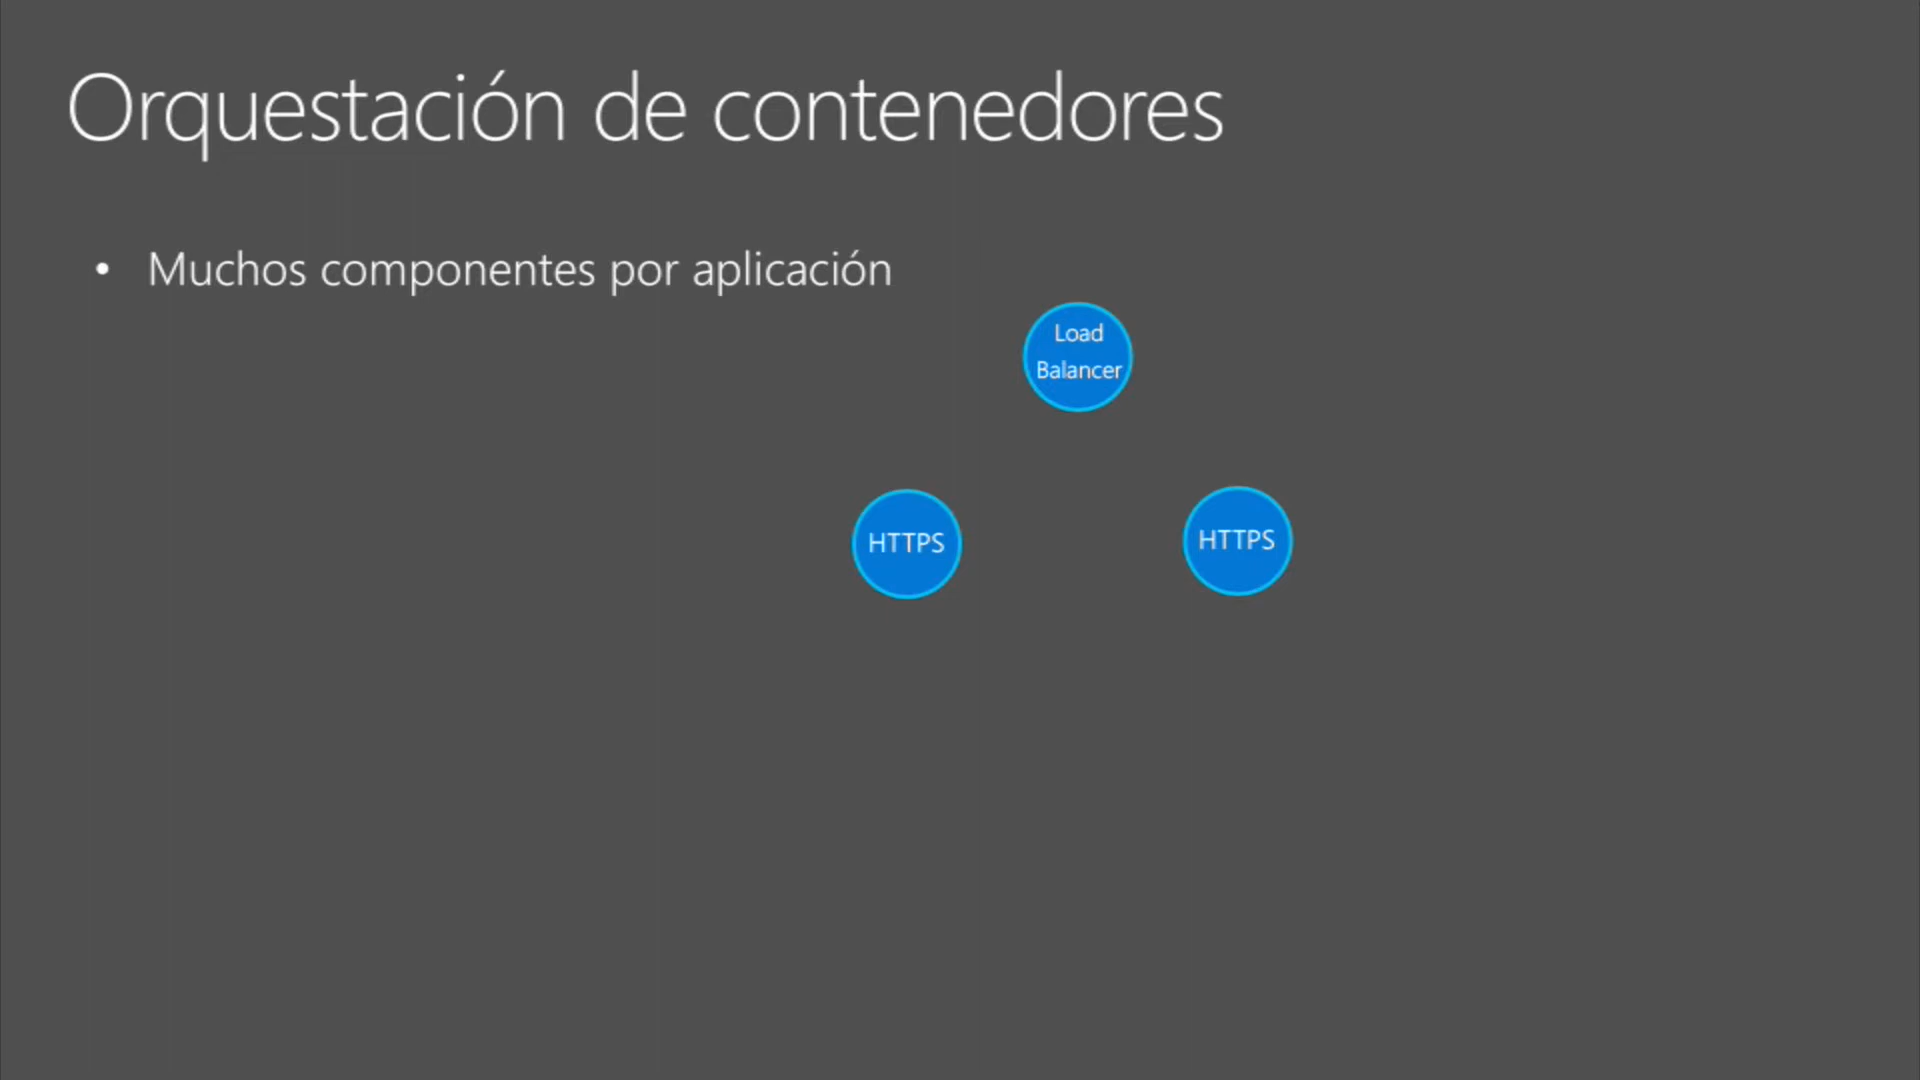 Orquestación de contenedores
• Muchos componentes por aplicación
Load
Balancer
HTTPS
HTTPS